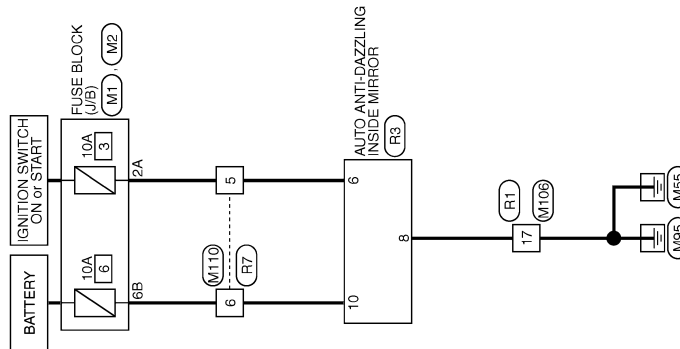 BATTERY
IGNITION SWITCH
ON or START
10A
6
10A
3
FUSE BLOCK
(J/B)
M1 , M2
6B
2A
6
M110
R7
5
10
6
AUTO ANTI-DAZZLING
INSIDE MIRROR
R3
8
17
R1
M106
M95
M55